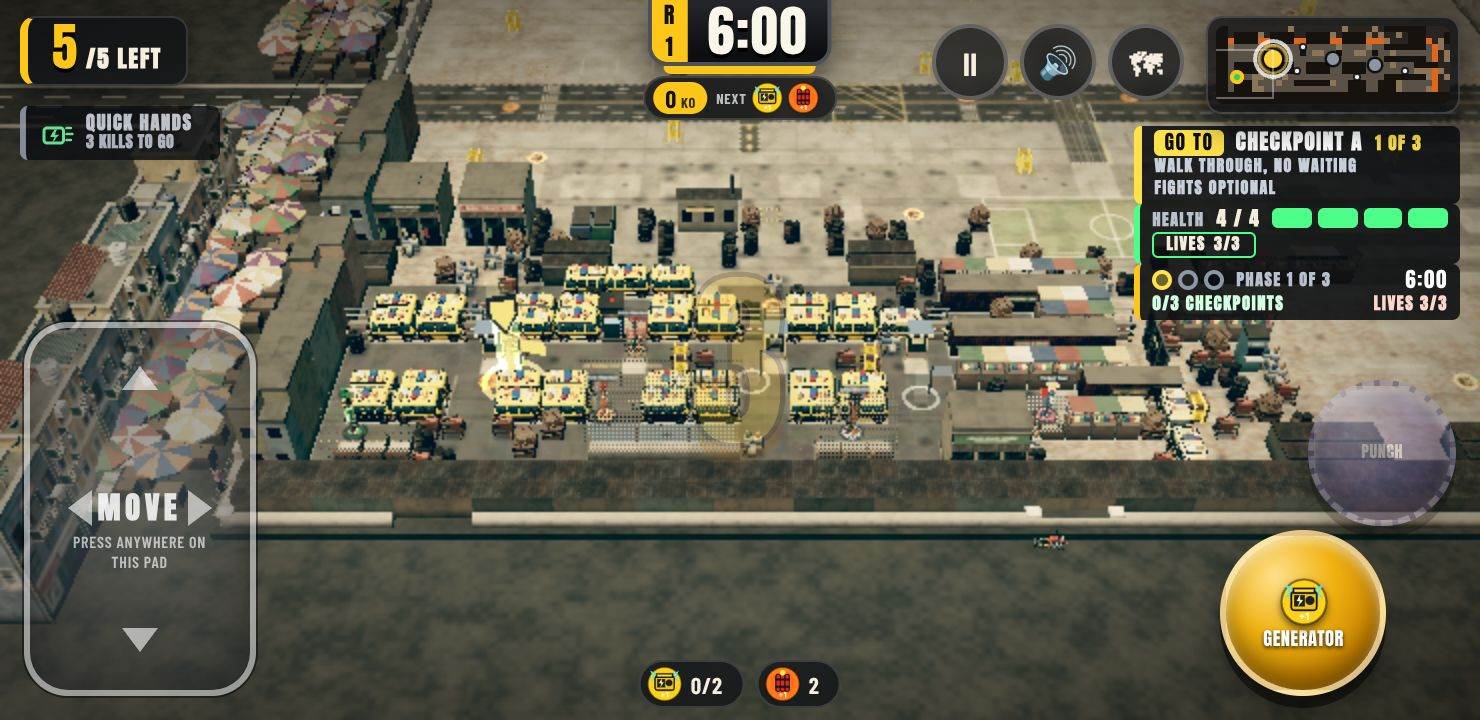 5 /5 LEFT
QUICK HANDS
3 KILLS TO GO
R 1
6:00
0 KO NEXT
GO TO CHECKPOINT A 1 OF 3
WALK THROUGH, NO WAITING
FIGHTS OPTIONAL
HEALTH 4 / 4
LIVES 3/3
PHASE 1 OF 3 6:00
0/3 CHECKPOINTS LIVES 3/3
MOVE
PRESS ANYWHERE ON
THIS PAD
PUNCH
+1
GENERATOR
0/2
2